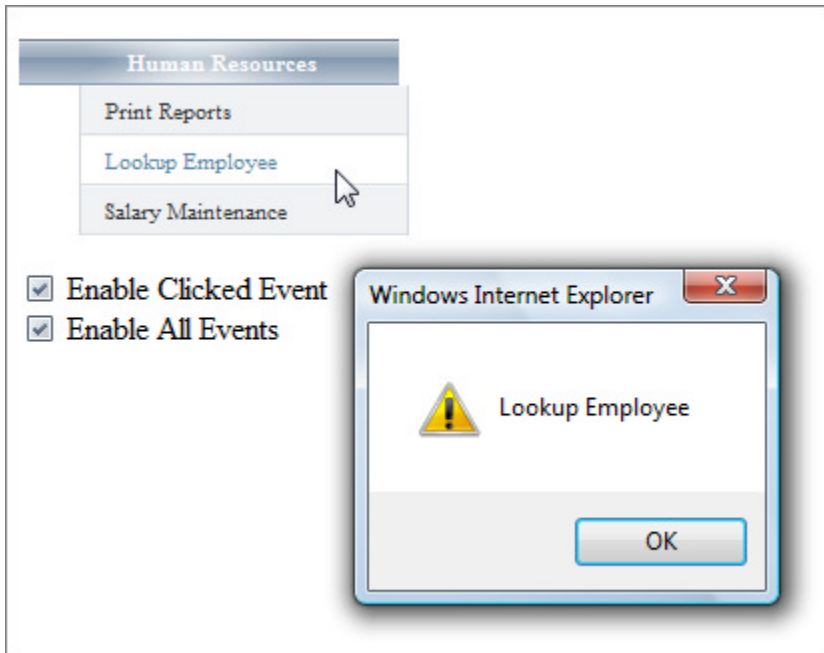 Human Resources
Print Reports
Lookup Employee
Salary Maintenance
Enable Clicked Event
Enable All Events
Windows Internet Explorer
Lookup Employee
OK